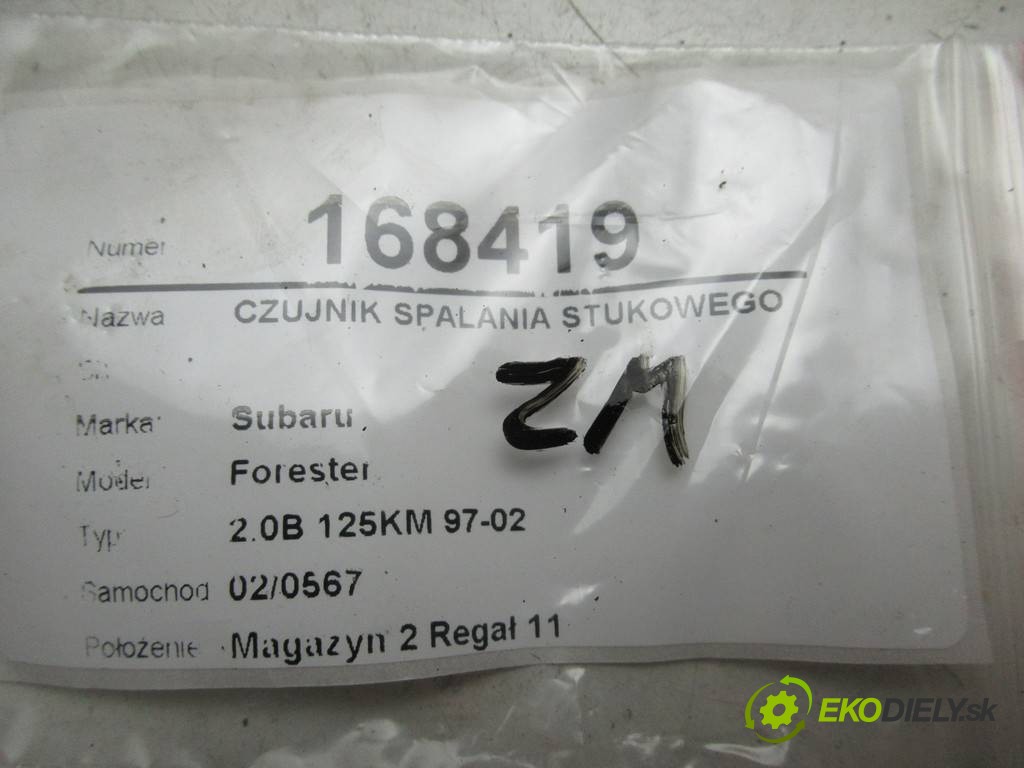 Numer 168419
Nazwa CZUJNIK SPALANIA STUKOWEGO
ZM
Marka Subaru
Model Forester
Typ 2.0B 125KM 97-02
Samochod 02/0567
Położenie Magazyn 2 Regał 11
EKODIELY.sk